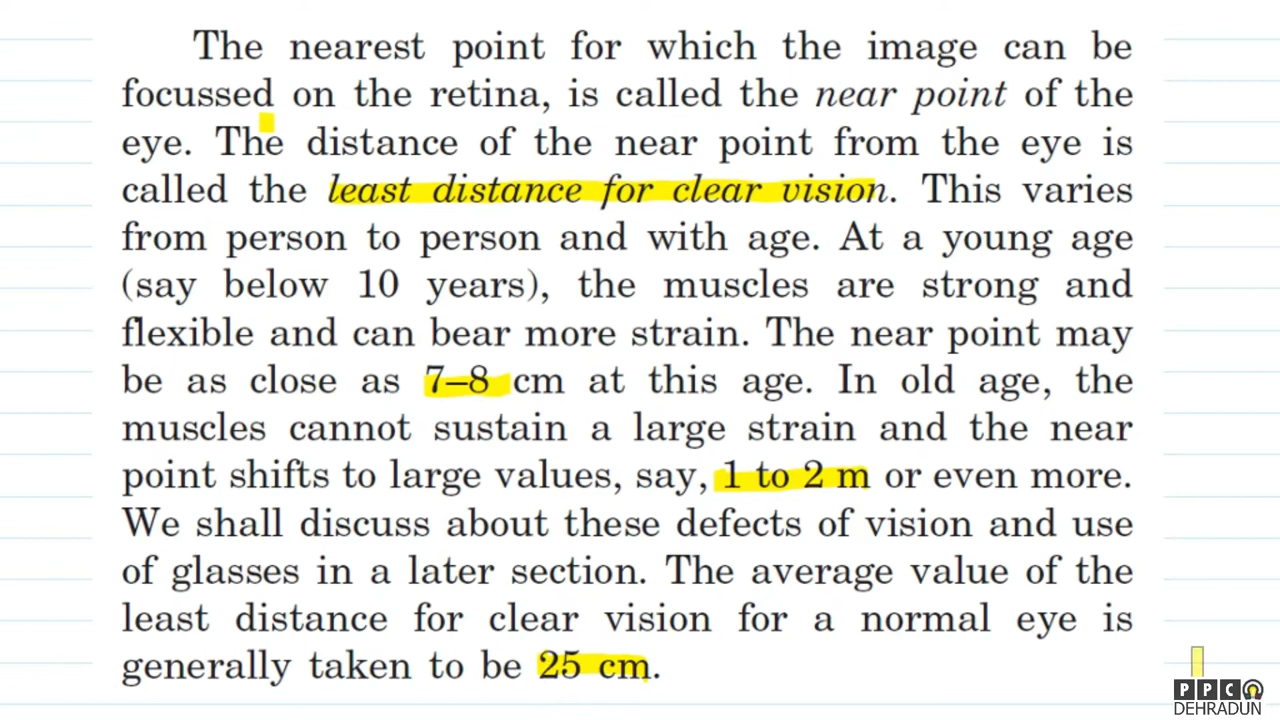 The nearest point for which the image can be
focussed on the retina, is called the near point of the
eye. The distance of the near point from the eye is
called the least distance for clear vision. This varies
from person to person and with age. At a young age
(say below 10 years), the muscles are strong and
flexible and can bear more strain. The near point may
be as close as 7–8 cm at this age. In old age, the
muscles cannot sustain a large strain and the near
point shifts to large values, say, 1 to 2 m or even more.
We shall discuss about these defects of vision and use
of glasses in a later section. The average value of the
least distance for clear vision for a normal eye is
generally taken to be 25 cm.
PPC
DEHRADUN